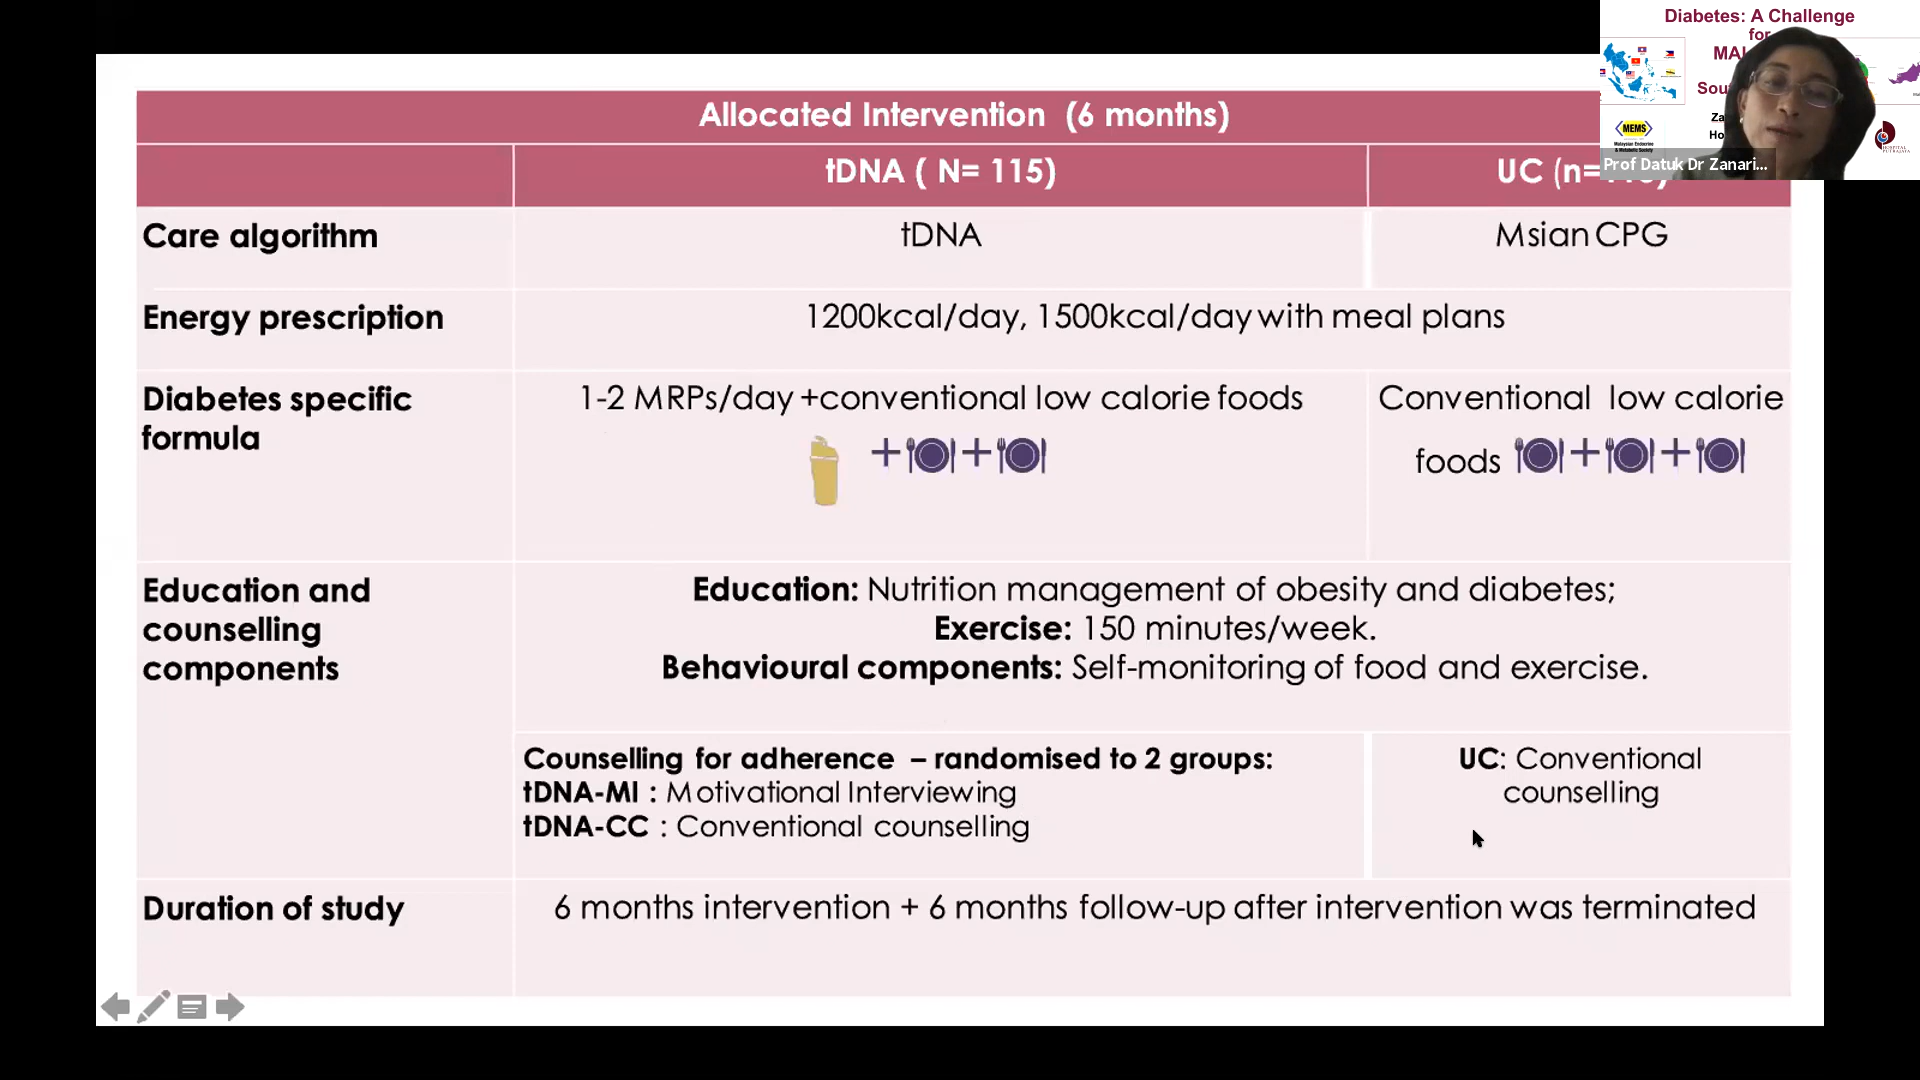 Diabetes: A Challenge
for
MEMS
Malaysian Endocrine
& Metabolic Society
Prof Datuk Dr Zanari...
Allocated Intervention (6 months)
tDNA ( N= 115)
UC (n=
Care algorithm
tDNA
Msian CPG
Energy prescription
1200kcal/day, 1500kcal/day with meal plans
Diabetes specific
formula
1-2 MRPs/day +conventional low calorie foods
+ +
Conventional low calorie
foods + +
Education and
counselling
components
Education: Nutrition management of obesity and diabetes;
Exercise: 150 minutes/week.
Behavioural components: Self-monitoring of food and exercise.
Counselling for adherence – randomised to 2 groups:
tDNA-MI : Motivational Interviewing
tDNA-CC : Conventional counselling
UC: Conventional
counselling
Duration of study
6 months intervention + 6 months follow-up after intervention was terminated